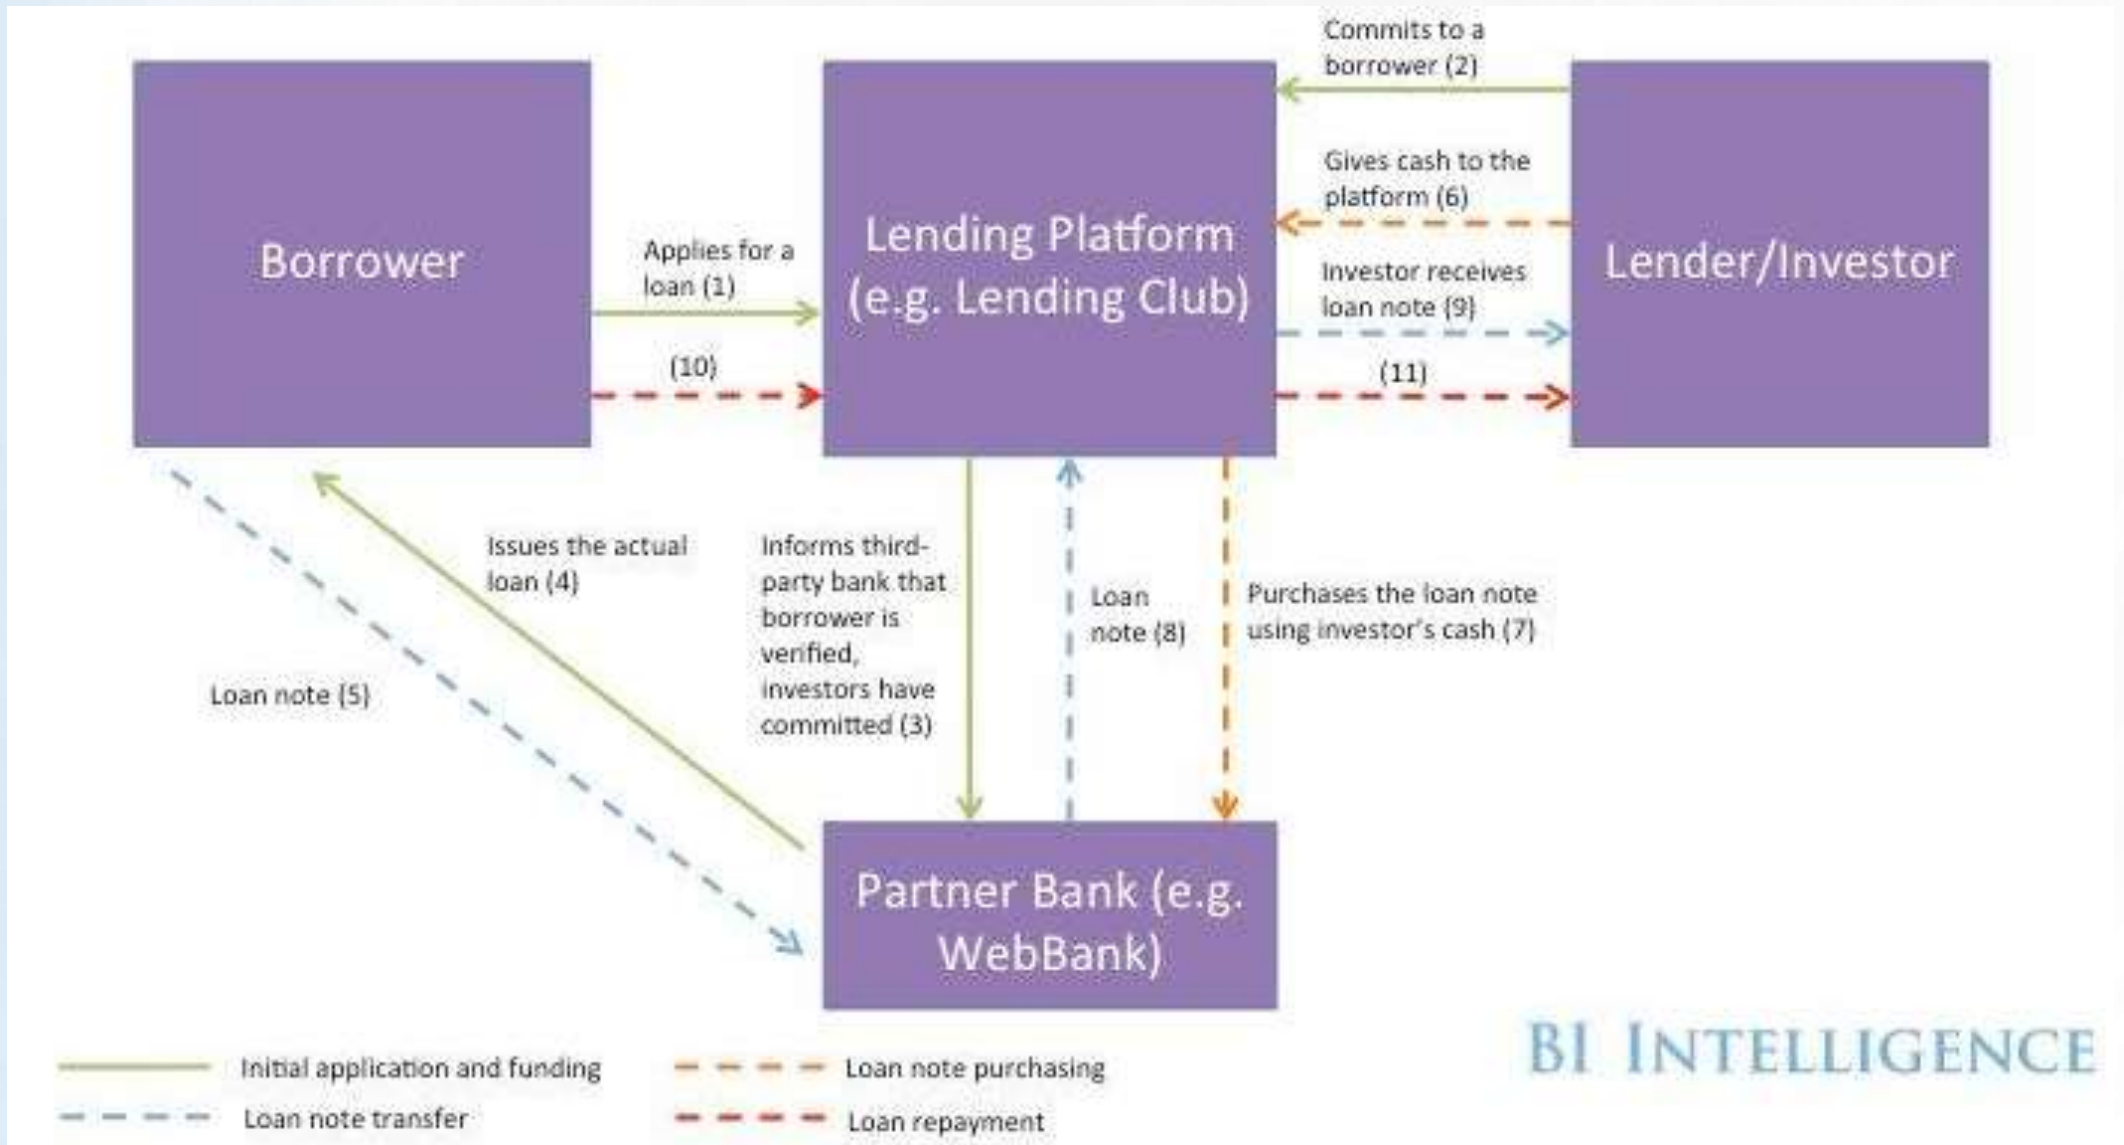 Commits to a
borrower (2)
Gives cash to the
platform (6)
Investor receives
loan note (9)
(11)
Borrower
Applies for a
loan (1)
(10)
Lending Platform
(e.g. Lending Club)
Lender/Investor
Issues the actual
loan (4)
Loan note (5)
Informs third-
party bank that
borrower is
verified,
investors have
committed (3)
Loan
note (8)
Purchases the loan note
using investor's cash (7)
Partner Bank (e.g.
WebBank)
Initial application and funding
Loan note purchasing
Loan note transfer
Loan repayment
BI INTELLIGENCE